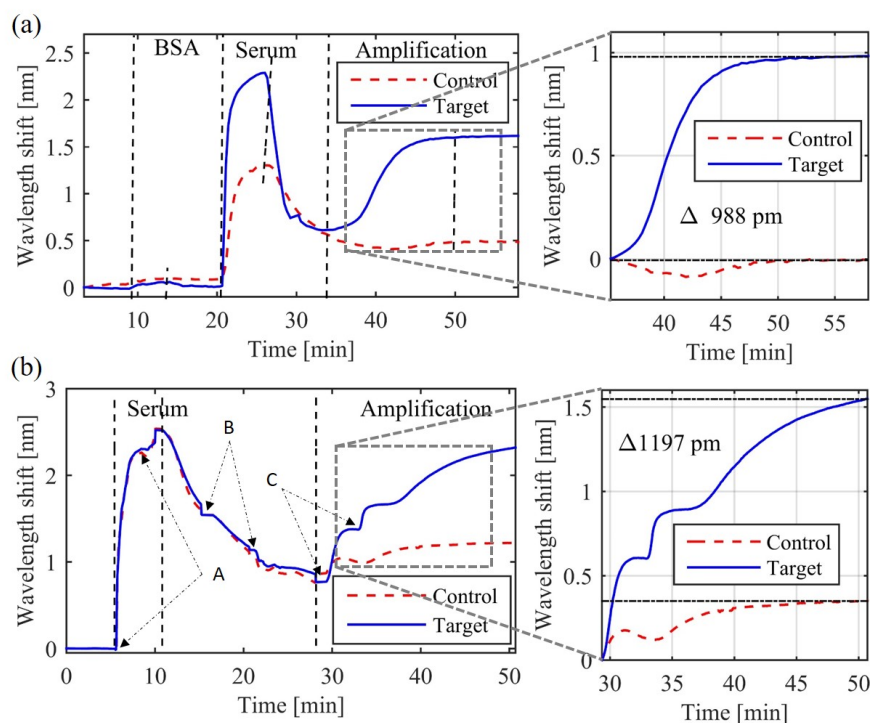 (a)
BSA Serum Amplification
Control
Target
Wavlength shift [nm]
2.5
2
1.5
1
0.5
0
10 20 30 40 50
Time [min]
Wavelength shift [nm]
1
0.5
0
Control
Target
Δ 988 pm
40 45 50 55
Time [min]
(b)
Serum Amplification
A
B
C
Control
Target
Wavelength shift [nm]
3
2
1
0
0 10 20 30 40 50
Time [min]
Wavelength shift [nm]
1.5
1
0.5
0
Δ1197 pm
Control
Target
30 35 40 45 50
Time [min]